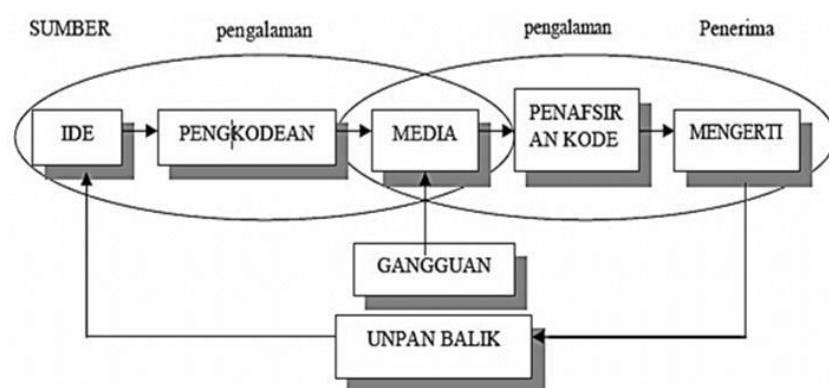 SUMBER
pengalaman
pengalaman
Penerima
IDE
PENGKODEAN
MEDIA
PENAFSIR
AN KODE
MENGERTI
GANGGUAN
UNPAN BALIK